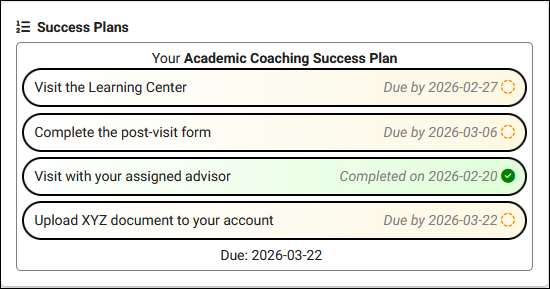 Success Plans
Your Academic Coaching Success Plan
Visit the Learning Center Due by 2026-02-27
Complete the post-visit form Due by 2026-03-06
Visit with your assigned advisor Completed on 2026-02-20
Upload XYZ document to your account Due by 2026-03-22
Due: 2026-03-22